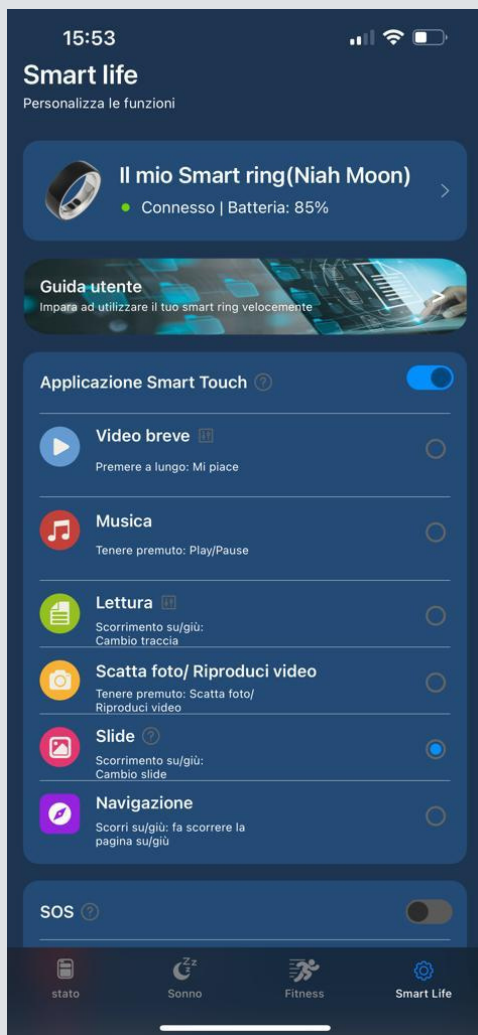 15:53
Smart life
Personalizza le funzioni
Il mio Smart ring(Niah Moon)
Connesso | Batteria: 85%
Guida utente
Impara ad utilizzare il tuo smart ring velocemente
Applicazione Smart Touch ?
Video breve
Premere a lungo: Mi piace
Musica
Tenere premuto: Play/Pause
Lettura
Scorrimento su/giù:
Cambio traccia
Scatta foto/ Riproduci video
Tenere premuto: Scatta foto/
Riproduci video
Slide ?
Scorrimento su/giù:
Cambio slide
Navigazione
Scorri su/giù: fa scorrere la
pagina su/giù
SOS ?
stato
Sonno
Fitness
Smart Life